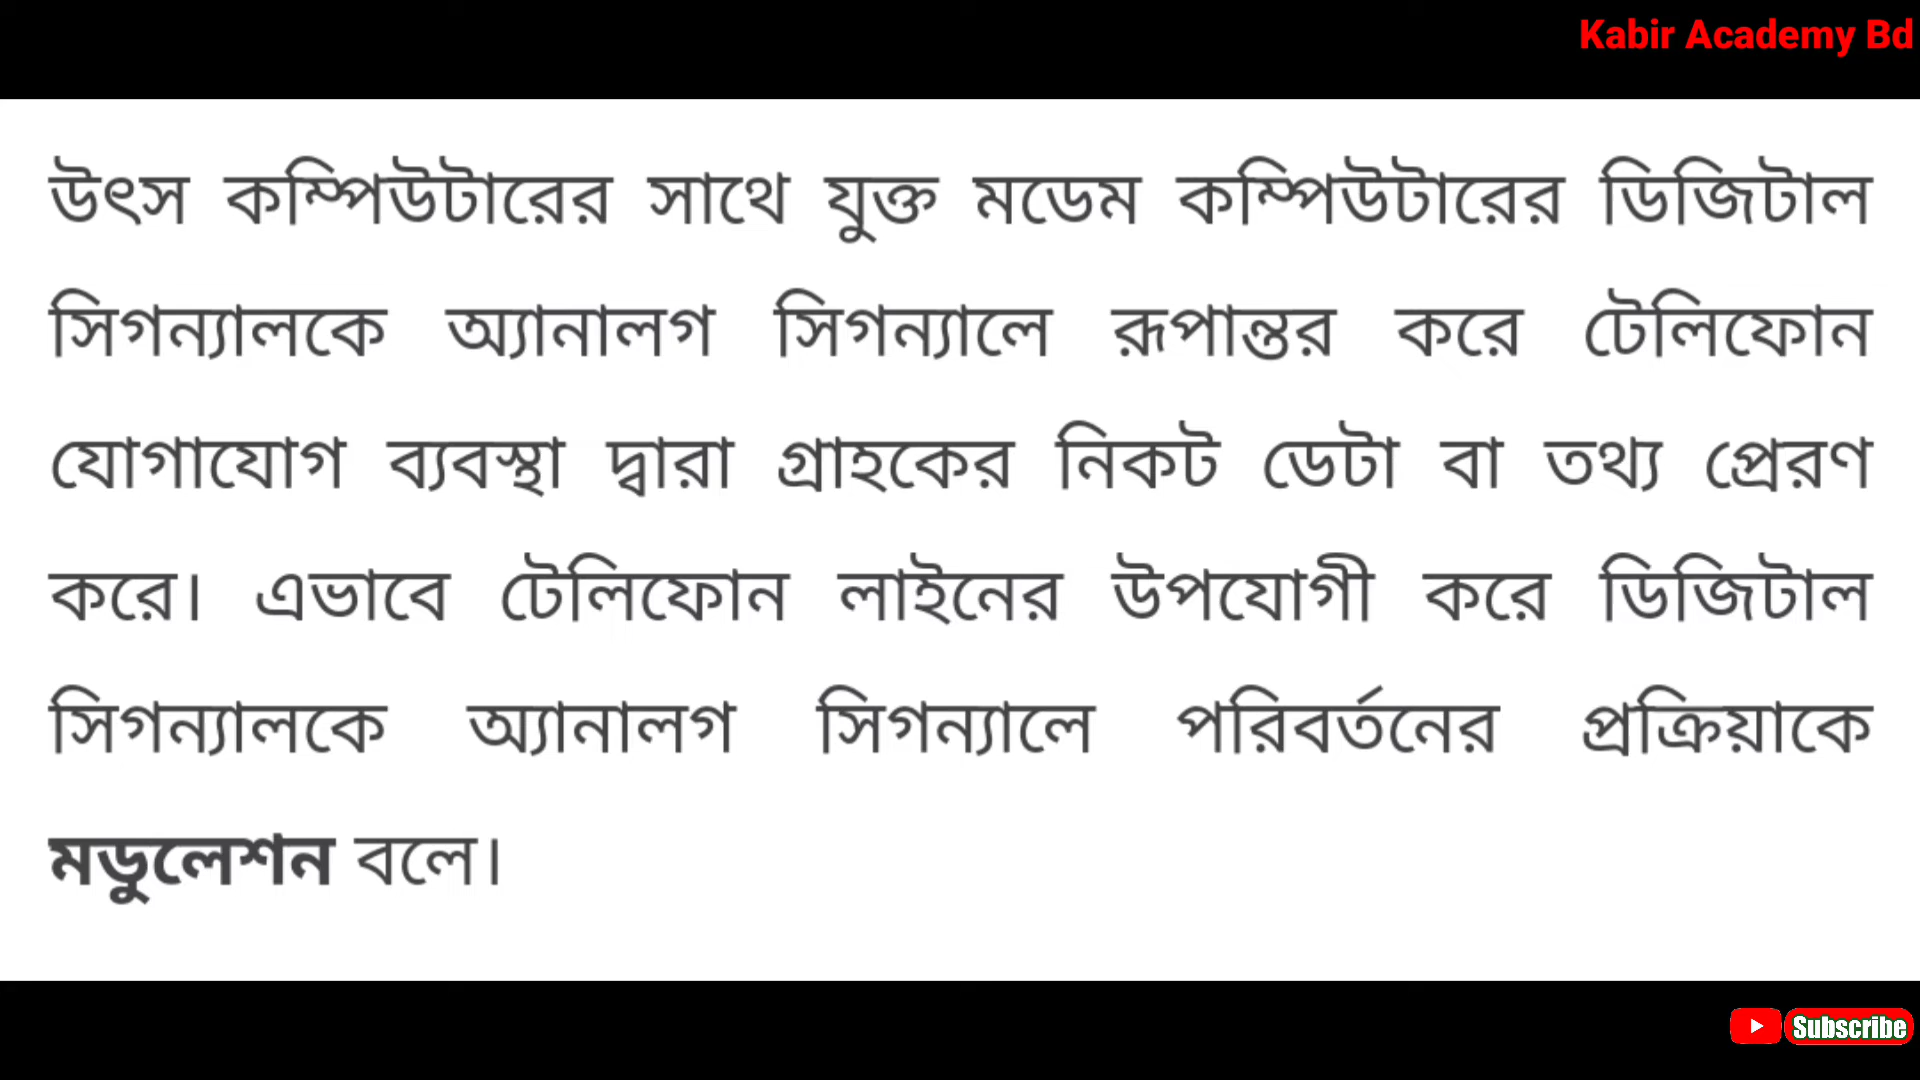 Kabir Academy Bd
উৎস কম্পিউটারের সাথে যুক্ত মডেম কম্পিউটারের ডিজিটাল
সিগন্যালকে অ্যানালগ সিগন্যালে রূপান্তর করে টেলিফোন
যোগাযোগ ব্যবস্থা দ্বারা গ্রাহকের নিকট ডেটা বা তথ্য প্রেরণ
করে। এভাবে টেলিফোন লাইনের উপযোগী করে ডিজিটাল
সিগন্যালকে অ্যানালগ সিগন্যালে পরিবর্তনের প্রক্রিয়াকে
মডুলেশন বলে।
Subscribe